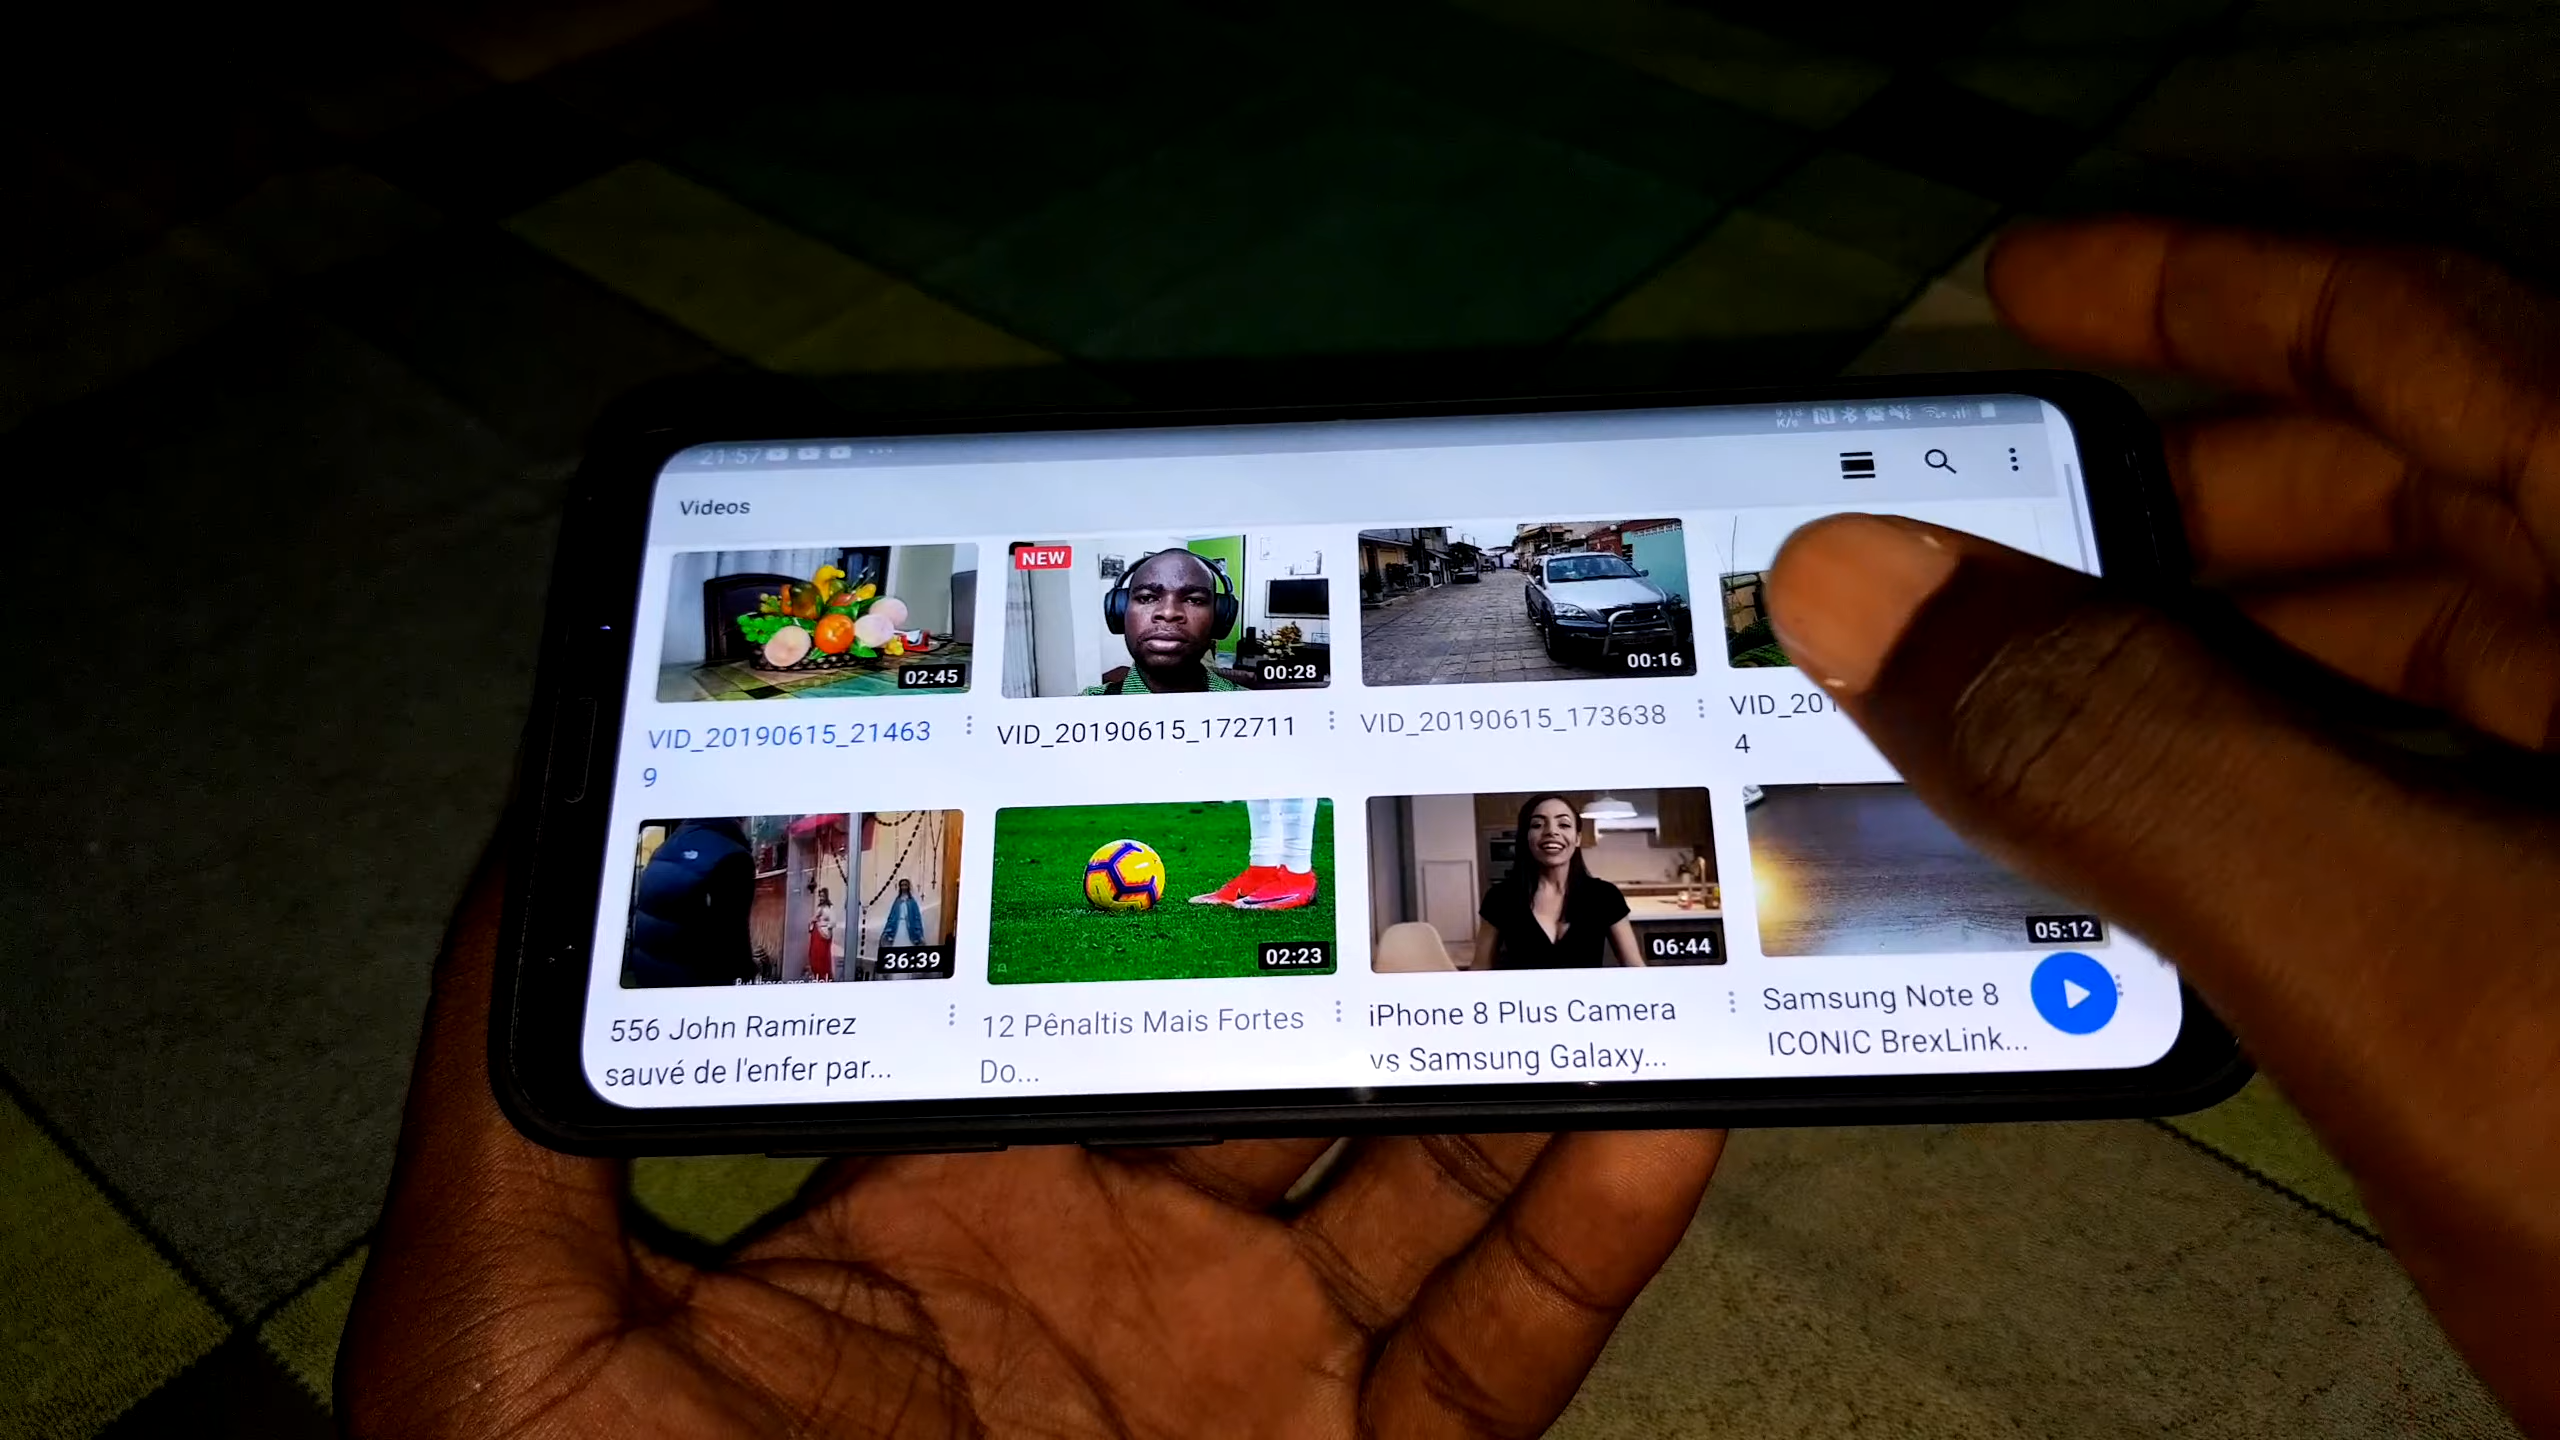 21:57
K/s
Videos
NEW
02:45
00:28
00:16
VID_20190615_21463
9
VID_20190615_172711
VID_20190615_173638
VID_201
4
36:39
02:23
06:44
05:12
556 John Ramirez
sauvé de l'enfer par...
12 Pênaltis Mais Fortes
Do...
iPhone 8 Plus Camera
vs Samsung Galaxy...
Samsung Note 8
ICONIC BrexLink...